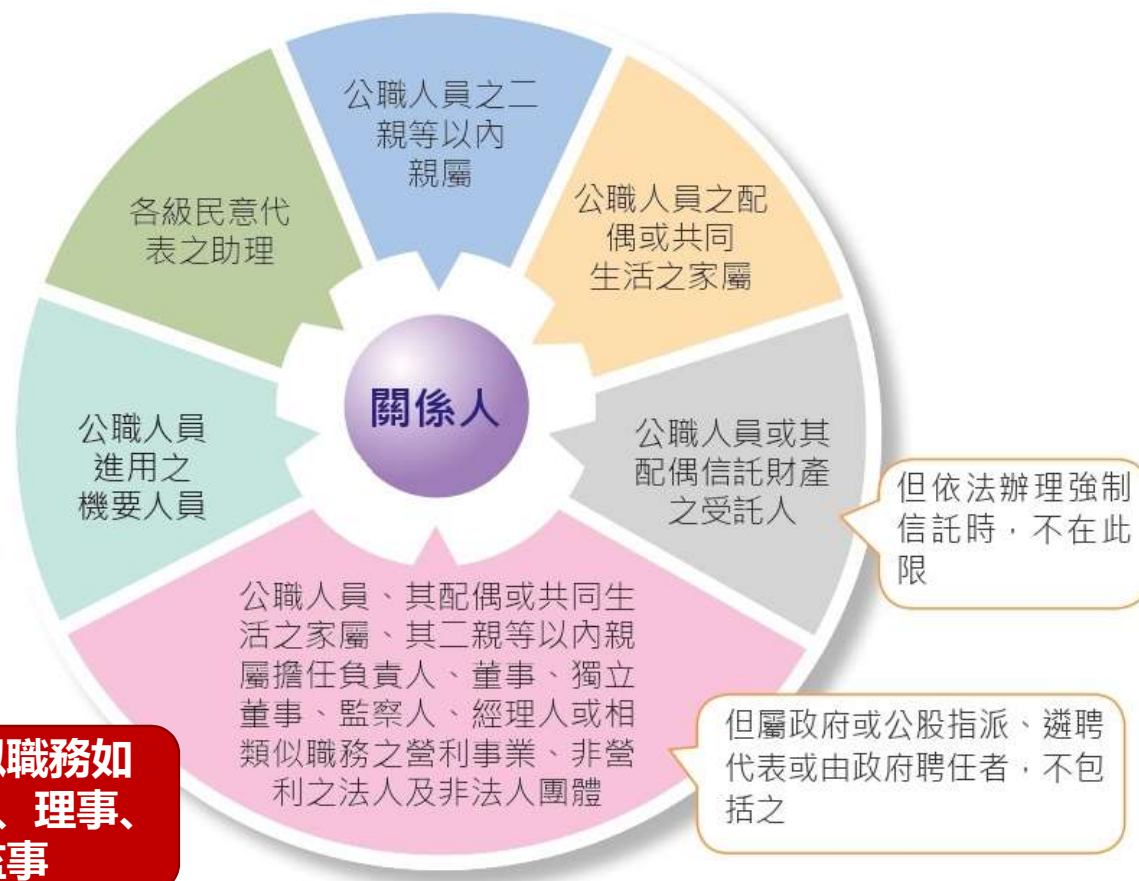 公職人員之二
親等以內
親屬
公職人員之配
偶或共同
生活之家屬
公職人員或其
配偶信託財產
之受託人
但依法辦理強制
信託時，不在此
限
公職人員、其配偶或共同生
活之家屬、其二親等以內親
屬擔任負責人、董事、獨立
董事、監察人、經理人或相
類似職務之營利事業、非營
利之法人及非法人團體
但屬政府或公股指派、遴聘
代表或由政府聘任者，不包
括之
公職人員
進用之
機要人員
各級民意代
表之助理
關係人
職務如
、理事、
事